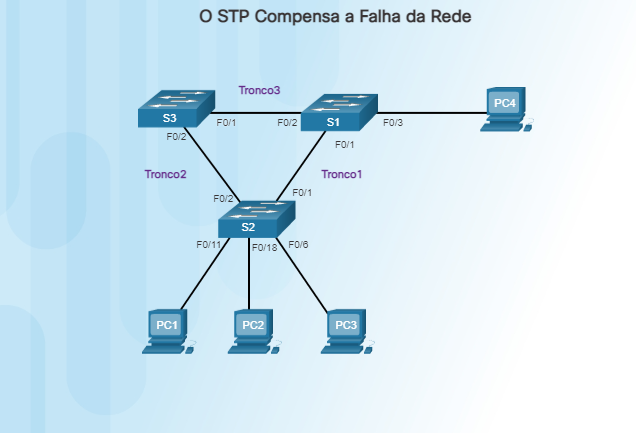 O STP Compensa a Falha da Rede
Tronco3
S3
F0/1
F0/2
S1
F0/3
PC4
F0/2
F0/1
Tronco2
Tronco1
F0/2
F0/1
S2
F0/11
F0/18
F0/6
PC1
PC2
PC3